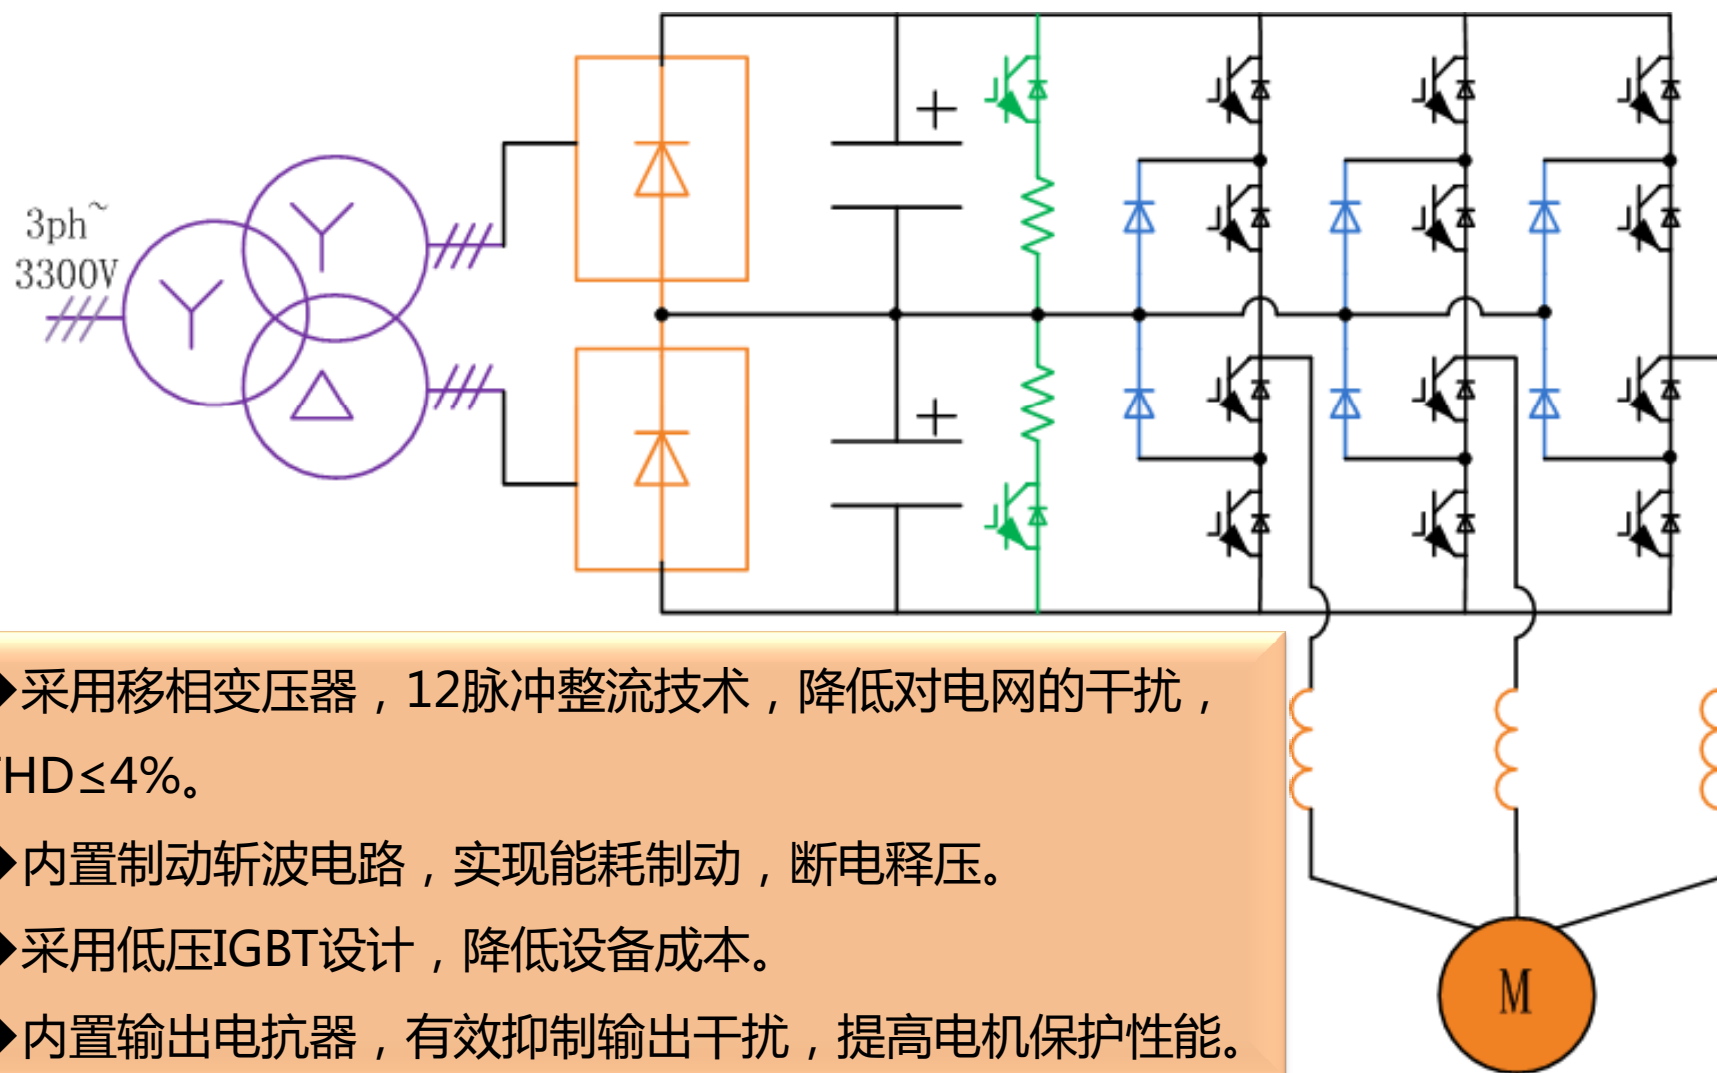 3ph~
3300V
+
+
◆采用移相变压器，12脉冲整流技术，降低对电网的干扰，
THD≤4%。
◆内置制动斩波电路，实现能耗制动，断电释压。
◆采用低压IGBT设计，降低设备成本。
◆内置输出电抗器，有效抑制输出干扰，提高电机保护性能。
M